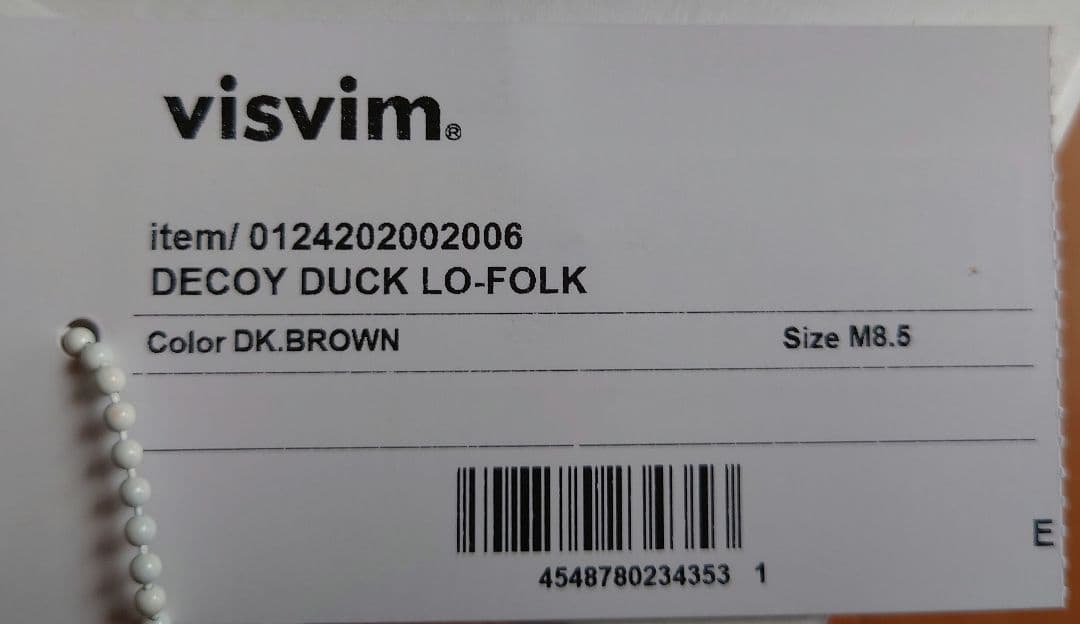 visvim®
item/ 0124202002006
DECOY DUCK LO-FOLK
Color DK.BROWN Size M8.5
E
4548780234353 1